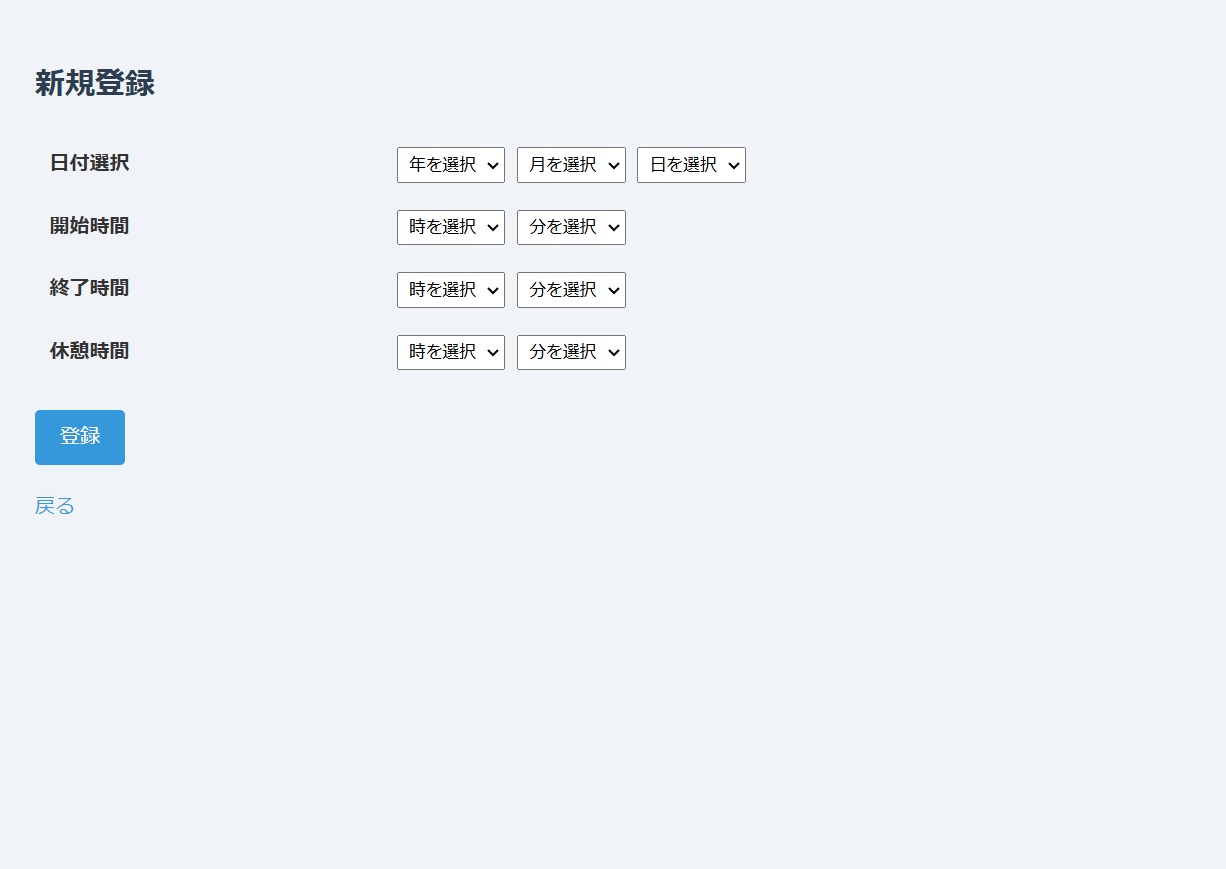 新規登録
日付選択 年を選択 月を選択 日を選択
開始時間 時を選択 分を選択
終了時間 時を選択 分を選択
休憩時間 時を選択 分を選択
登録
戻る